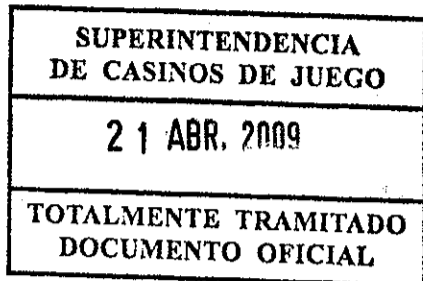 SUPERINTENDENCIA
DE CASINOS DE JUEGO
21 ABR. 2009
TOTALMENTE TRAMITADO
DOCUMENTO OFICIAL